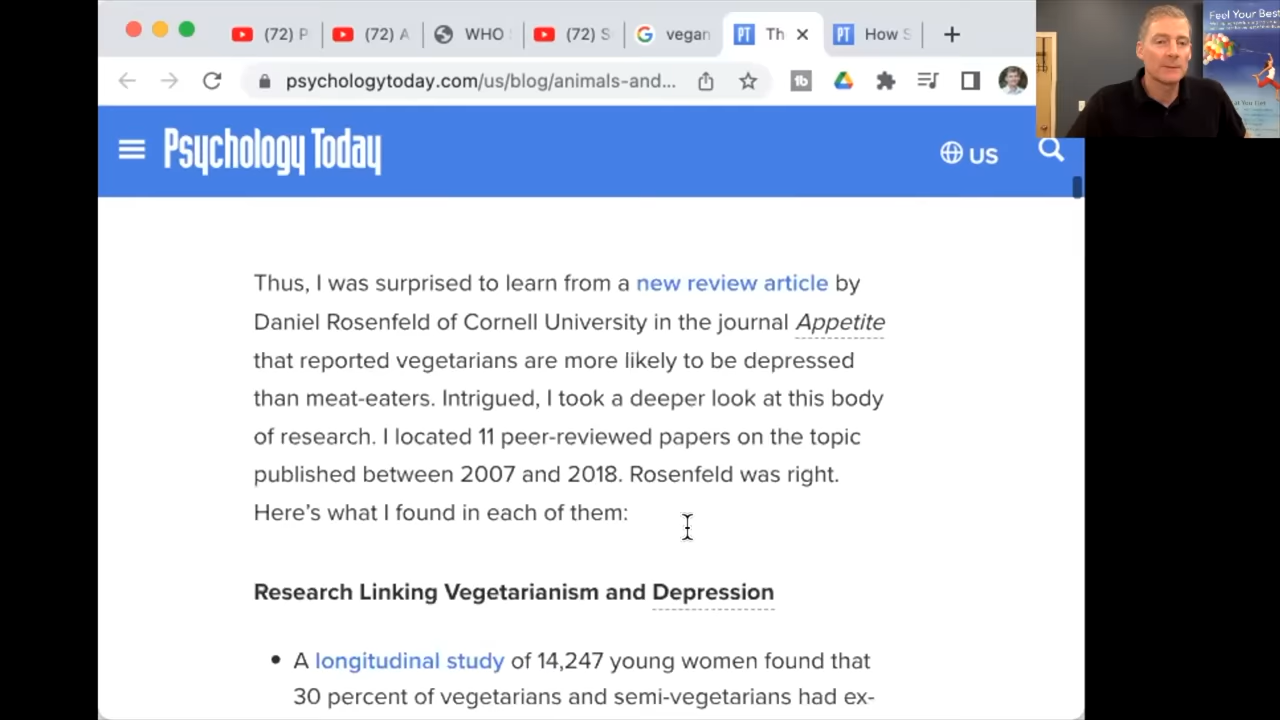 (72) P
(72) A
WHO
(72) S
vegan
Th
How S
psychologytoday.com/us/blog/animals-and...
Feel Your Best
Psychology Today
US
Thus, I was surprised to learn from a new review article by
Daniel Rosenfeld of Cornell University in the journal Appetite
that reported vegetarians are more likely to be depressed
than meat-eaters. Intrigued, I took a deeper look at this body
of research. I located 11 peer-reviewed papers on the topic
published between 2007 and 2018. Rosenfeld was right.
Here’s what I found in each of them:
Research Linking Vegetarianism and Depression
• A longitudinal study of 14,247 young women found that
30 percent of vegetarians and semi-vegetarians had ex-